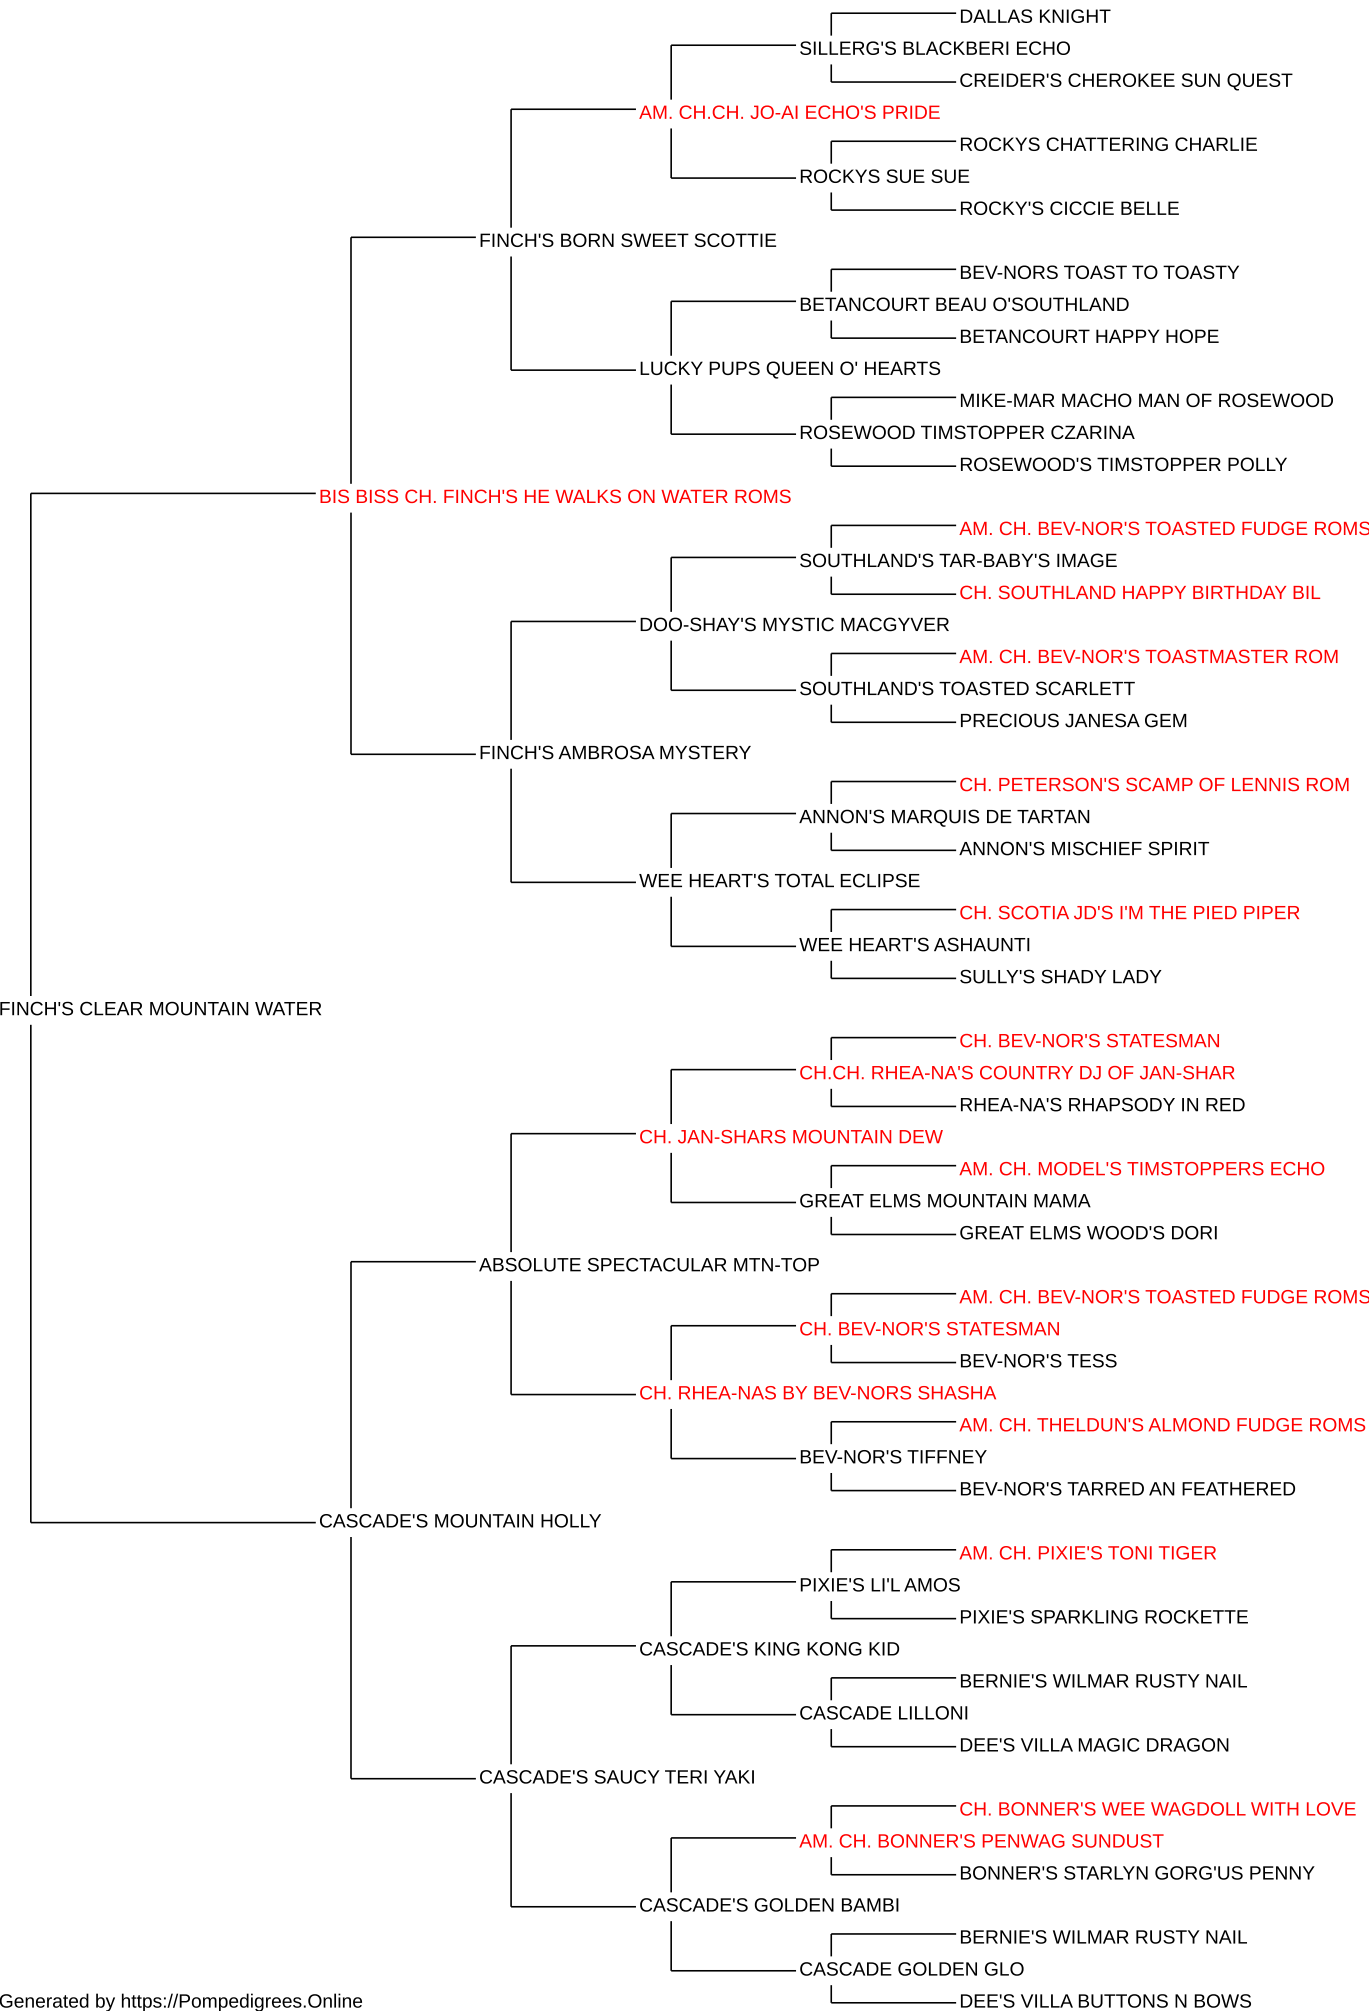 DALLAS KNIGHT
SILLERG'S BLACKBERI ECHO
CREIDER'S CHEROKEE SUN QUEST
AM. CH.CH. JO-AI ECHO'S PRIDE
ROCKYS CHATTERING CHARLIE
ROCKYS SUE SUE
ROCKY'S CICCIE BELLE
FINCH'S BORN SWEET SCOTTIE
BEV-NORS TOAST TO TOASTY
BETANCOURT BEAU O'SOUTHLAND
BETANCOURT HAPPY HOPE
LUCKY PUPS QUEEN O' HEARTS
MIKE-MAR MACHO MAN OF ROSEWOOD
ROSEWOOD TIMSTOPPER CZARINA
ROSEWOOD'S TIMSTOPPER POLLY
BIS BISS CH. FINCH'S HE WALKS ON WATER ROMS
AM. CH. BEV-NOR'S TOASTED FUDGE ROMS
SOUTHLAND'S TAR-BABY'S IMAGE
CH. SOUTHLAND HAPPY BIRTHDAY BIL
DOO-SHAY'S MYSTIC MACGYVER
AM. CH. BEV-NOR'S TOASTMASTER ROM
SOUTHLAND'S TOASTED SCARLETT
PRECIOUS JANESA GEM
FINCH'S AMBROSA MYSTERY
CH. PETERSON'S SCAMP OF LENNIS ROM
ANNON'S MARQUIS DE TARTAN
ANNON'S MISCHIEF SPIRIT
WEE HEART'S TOTAL ECLIPSE
CH. SCOTIA JD'S I'M THE PIED PIPER
WEE HEART'S ASHAUNTI
SULLY'S SHADY LADY
FINCH'S CLEAR MOUNTAIN WATER
CH. BEV-NOR'S STATESMAN
CH.CH. RHEA-NA'S COUNTRY DJ OF JAN-SHAR
RHEA-NA'S RHAPSODY IN RED
CH. JAN-SHARS MOUNTAIN DEW
AM. CH. MODEL'S TIMSTOPPERS ECHO
GREAT ELMS MOUNTAIN MAMA
GREAT ELMS WOOD'S DORI
ABSOLUTE SPECTACULAR MTN-TOP
AM. CH. BEV-NOR'S TOASTED FUDGE ROMS
CH. BEV-NOR'S STATESMAN
BEV-NOR'S TESS
CH. RHEA-NAS BY BEV-NORS SHASHA
AM. CH. THELDUN'S ALMOND FUDGE ROMS
BEV-NOR'S TIFFNEY
BEV-NOR'S TARRED AN FEATHERED
CASCADE'S MOUNTAIN HOLLY
AM. CH. PIXIE'S TONI TIGER
PIXIE'S LI'L AMOS
PIXIE'S SPARKLING ROCKETTE
CASCADE'S KING KONG KID
BERNIE'S WILMAR RUSTY NAIL
CASCADE LILLONI
DEE'S VILLA MAGIC DRAGON
CASCADE'S SAUCY TERI YAKI
CH. BONNER'S WEE WAGDOLL WITH LOVE
AM. CH. BONNER'S PENWAG SUNDUST
BONNER'S STARLYN GORG'US PENNY
CASCADE'S GOLDEN BAMBI
BERNIE'S WILMAR RUSTY NAIL
CASCADE GOLDEN GLO
DEE'S VILLA BUTTONS N BOWS
Generated by https://Pompedigrees.Online